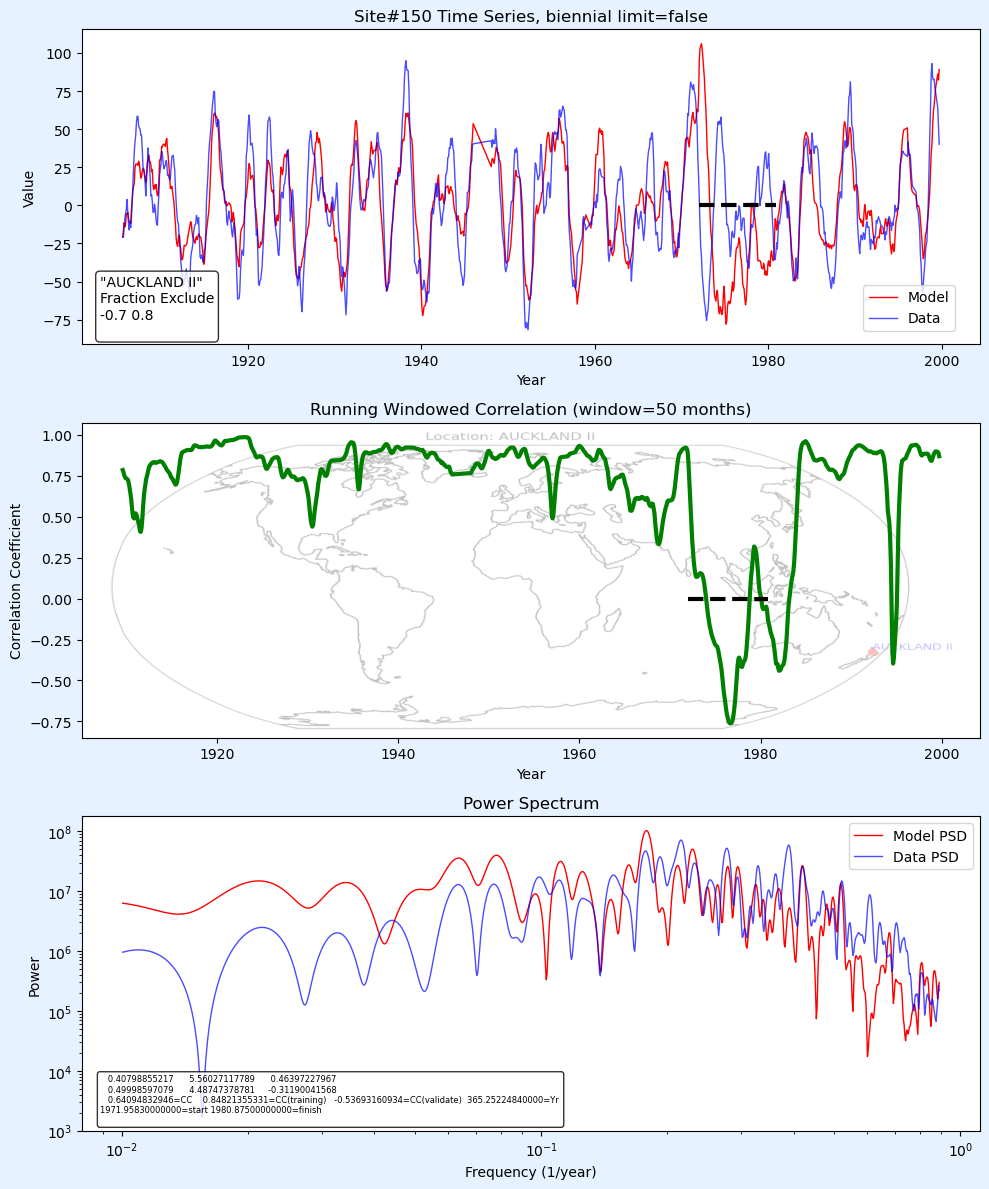 Site#150 Time Series, biennial limit=false
100
75
50
25
0
−25
−50
−75
Value
"AUCKLAND II"
Fraction Exclude
-0.7 0.8
Model
Data
1920
1940
1960
1980
2000
Year
Running Windowed Correlation (window=50 months)
Location: AUCKLAND II
1.00
0.75
0.50
0.25
0.00
−0.25
−0.50
−0.75
Correlation Coefficient
AUCKLAND II
1920
1940
1960
1980
2000
Year
Power Spectrum
Model PSD
Data PSD
10⁸
10⁷
10⁶
10⁵
10⁴
10³
Power
0.40798855217 5.56027117789 0.46397227967
0.49998597079 4.48747378781 -0.31190041568
0.64094832946=CC 0.84821355331=CC(training) -0.53693160934=CC(validate) 365.25224840000=Yr
1971.95830000000=start 1980.87500000000=finish
10⁻²
10⁻¹
10⁰
Frequency (1/year)